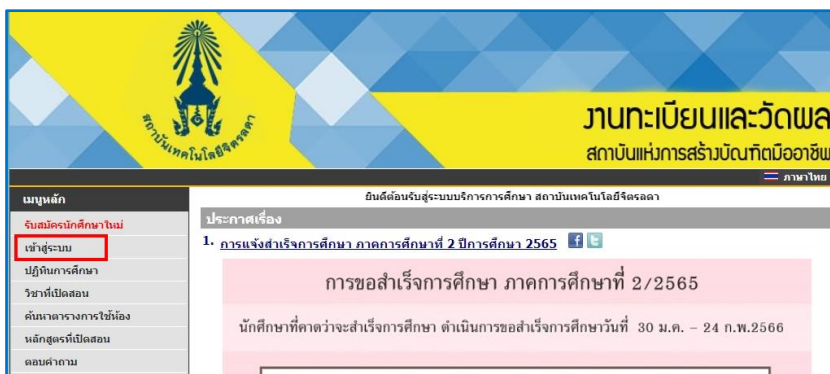 สถาบันเทคโนโลยีจิตรลดา
งานทะเบียนและวัดผล
สถาบันแห่งการสร้างบัณฑิตมืออาชีพ
ภาษาไทย
เมนูหลัก
ยินดีต้อนรับสู่ระบบบริการการศึกษา สถาบันเทคโนโลยีจิตรลดา
รับสมัครนักศึกษาใหม่
เข้าสู่ระบบ
ปฏิทินการศึกษา
วิชาที่เปิดสอน
ค้นหาตารางการใช้ห้อง
หลักสูตรที่เปิดสอน
ตอบคำถาม
ประกาศเรื่อง
1. การแจ้งสำเร็จการศึกษา ภาคการศึกษาที่ 2 ปีการศึกษา 2565
การขอสำเร็จการศึกษา ภาคการศึกษาที่ 2/2565
นักศึกษาที่คาดว่าจะสำเร็จการศึกษา ดำเนินการขอสำเร็จการศึกษาวันที่ 30 ม.ค. – 24 ก.พ.2566